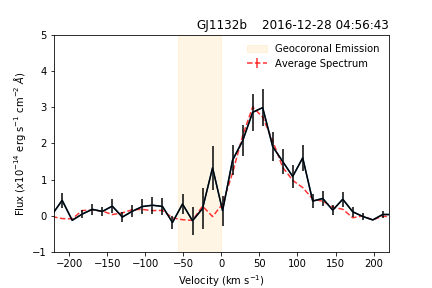 GJ1132b 2016-12-28 04:56:43
Geocoronal Emission
Average Spectrum
Flux (x10⁻¹⁴ erg s⁻¹ cm⁻² Å)
5
4
3
2
1
0
−1
−200 −150 −100 −50 0 50 100 150 200
Velocity (km s⁻¹)